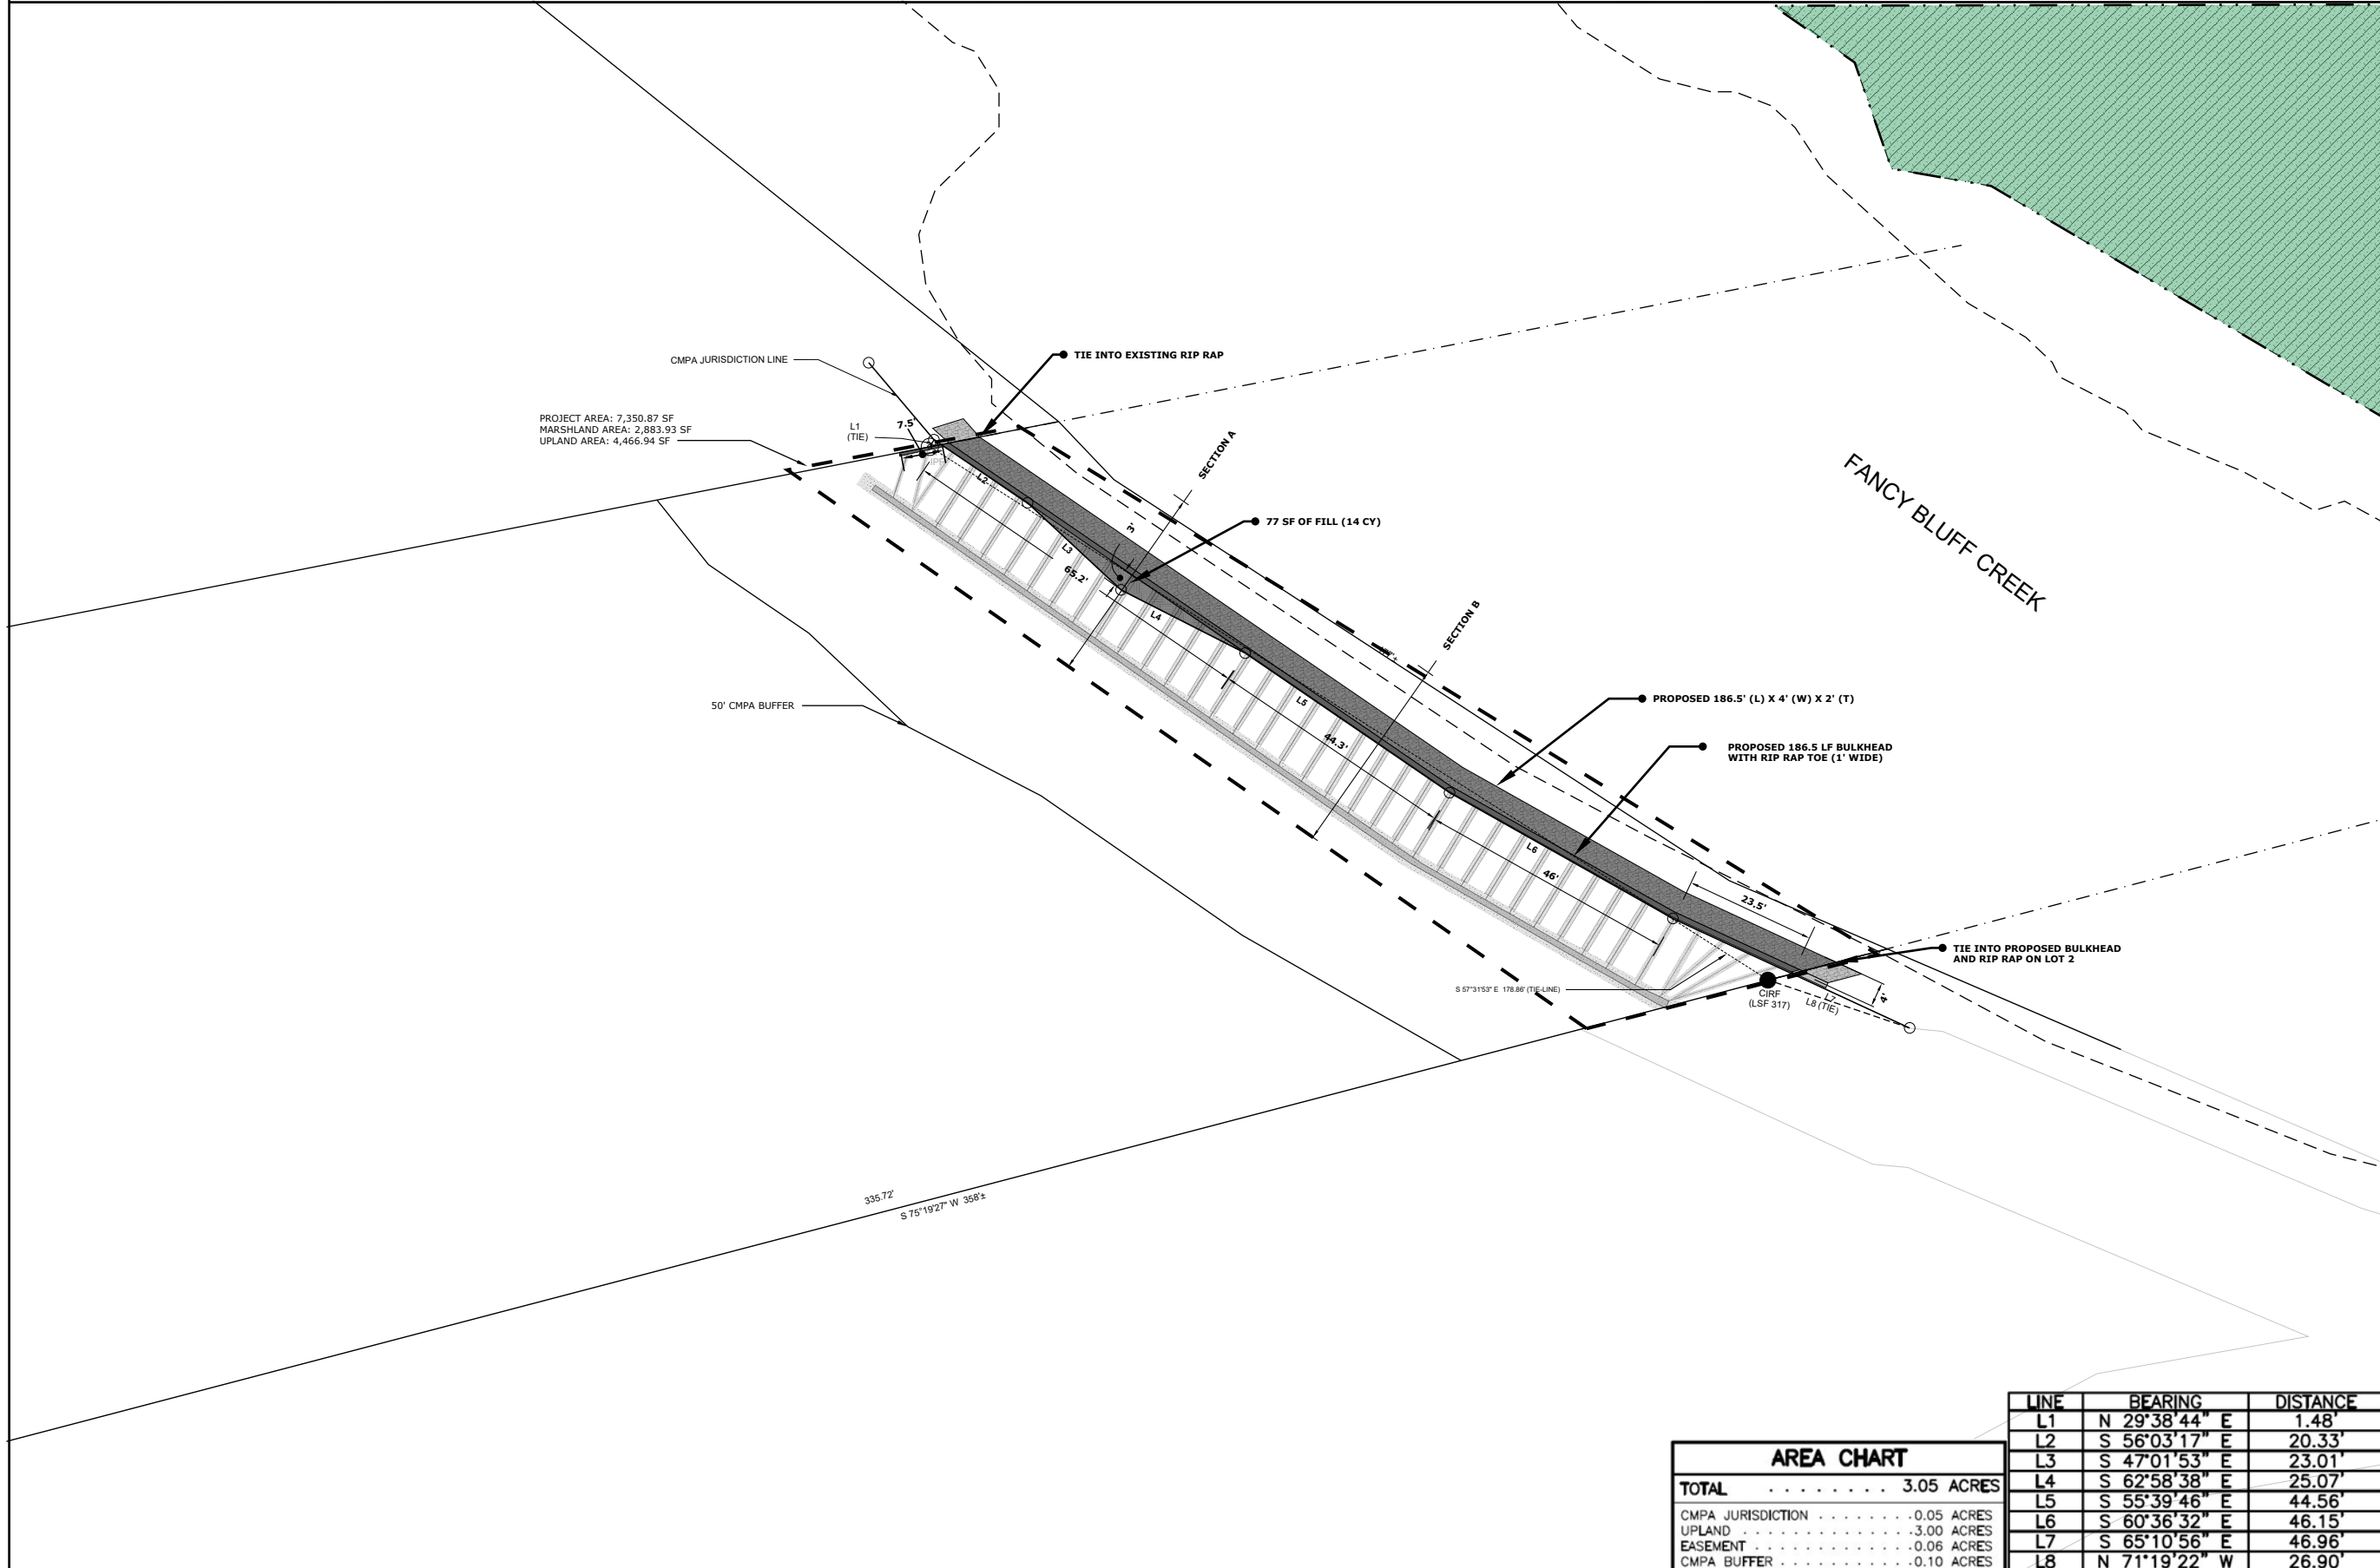 CMPA JURISDICTION LINE
TIE INTO EXISTING RIP RAP
PROJECT AREA: 7,350.87 SF
MARSHLAND AREA: 2,883.93 SF
UPLAND AREA: 4,466.94 SF
L1
(TIE)
7.5'
L2
SECTION A
3'
77 SF OF FILL (14 CY)
L3
65.2'
L4
FANCY BLUFF CREEK
SECTION B
50' CMPA BUFFER
L5
44.3'
PROPOSED 186.5' (L) X 4' (W) X 2' (T)
PROPOSED 186.5 LF BULKHEAD
WITH RIP RAP TOE (1' WIDE)
L6
46'
23.5'
TIE INTO PROPOSED BULKHEAD
AND RIP RAP ON LOT 2
S 57°31'53" E 178.86' (TIE-LINE)
CIRF
(LSF 317)
L7
L8 (TIE)
4'
335.72'
S 75°19'27" W 358'±
AREA CHART
TOTAL . . . . . . . . 3.05 ACRES
CMPA JURISDICTION . . . . . . . . 0.05 ACRES
UPLAND . . . . . . . . . . . . . 3.00 ACRES
EASEMENT . . . . . . . . . . . . 0.06 ACRES
CMPA BUFFER . . . . . . . . . . 0.10 ACRES
LINE BEARING DISTANCE
L1 N 29°38'44" E 1.48'
L2 S 56°03'17" E 20.33'
L3 S 47°01'53" E 23.01'
L4 S 62°58'38" E 25.07'
L5 S 55°39'46" E 44.56'
L6 S 60°36'32" E 46.15'
L7 S 65°10'56" E 46.96'
L8 N 71°19'22" W 26.90'